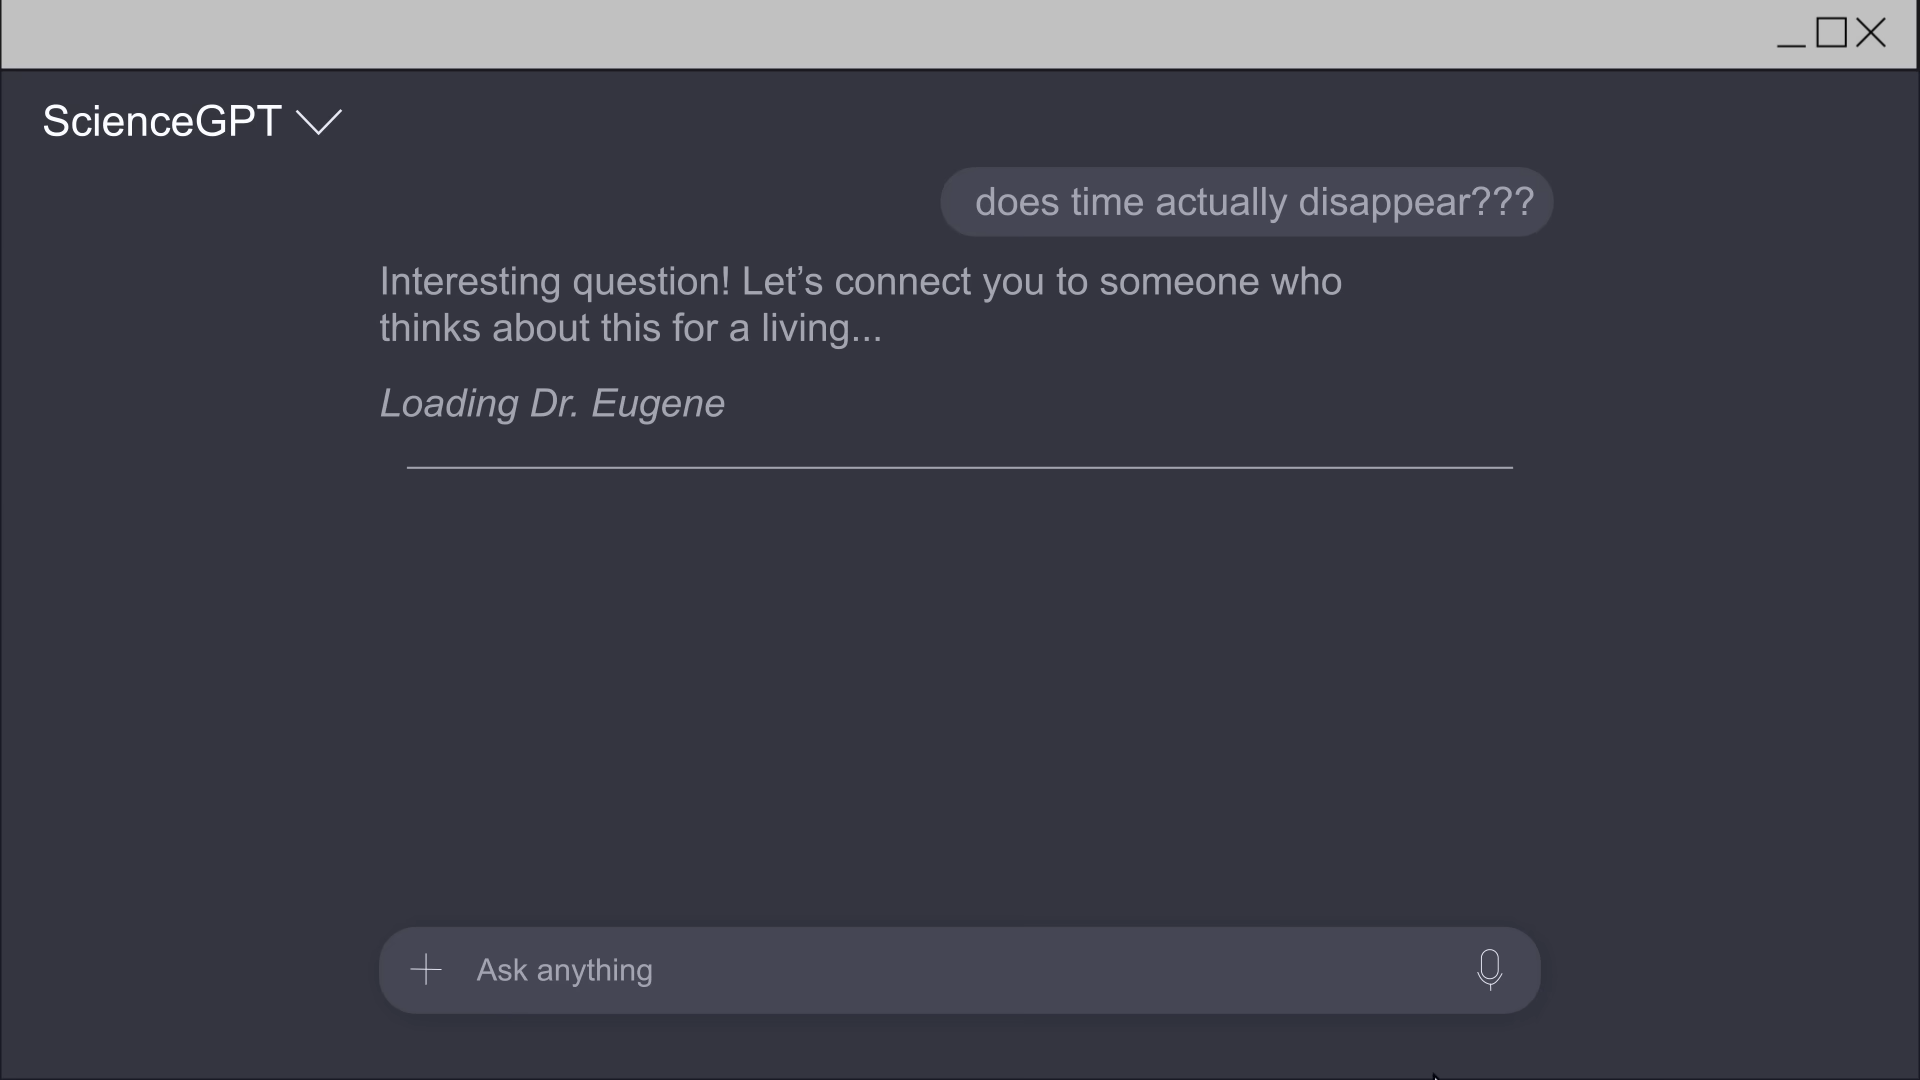 ScienceGPT
does time actually disappear???
Interesting question! Let’s connect you to someone who
thinks about this for a living...
Loading Dr. Eugene
Ask anything